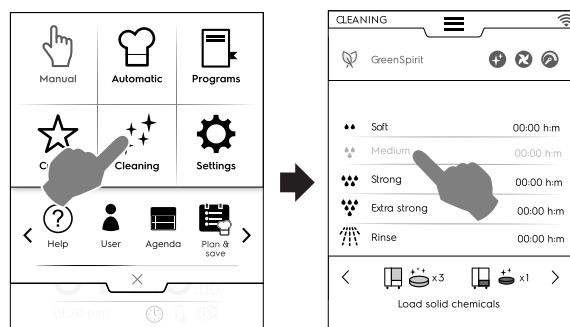 Manual Automatic Programs
Cleaning Settings
? Help User Agenda Plan &
save
01:20 h:m
CLEANING
GreenSpirit
Soft 00:00 h:m
Medium 00:00 h:m
Strong 00:00 h:m
Extra strong 00:00 h:m
Rinse 00:00 h:m
x3 x1
Load solid chemicals